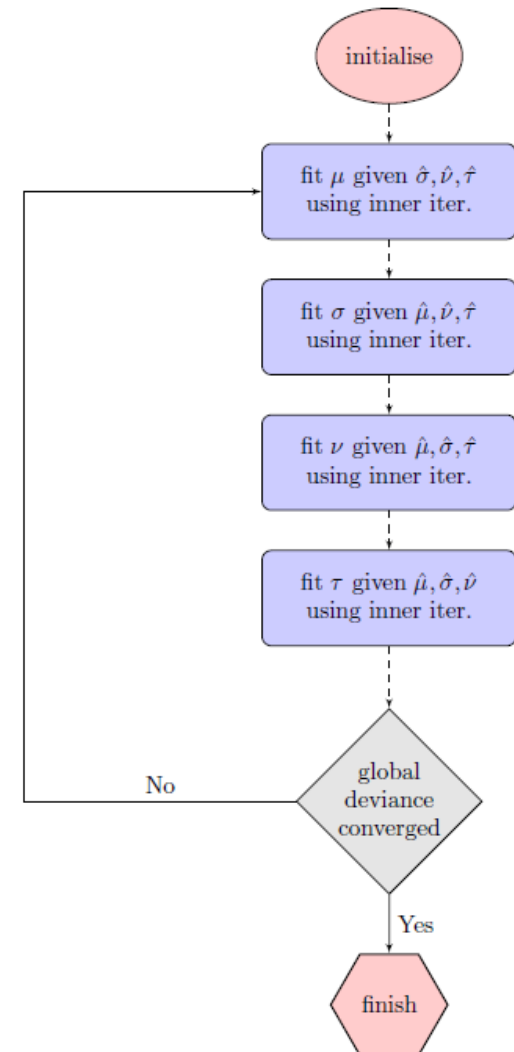 initialise
fit μ given σ̂, ν̂, τ̂
using inner iter.
fit σ given μ̂, ν̂, τ̂
using inner iter.
fit ν given μ̂, σ̂, τ̂
using inner iter.
fit τ given μ̂, σ̂, ν̂
using inner iter.
global
deviance
converged
No
Yes
finish